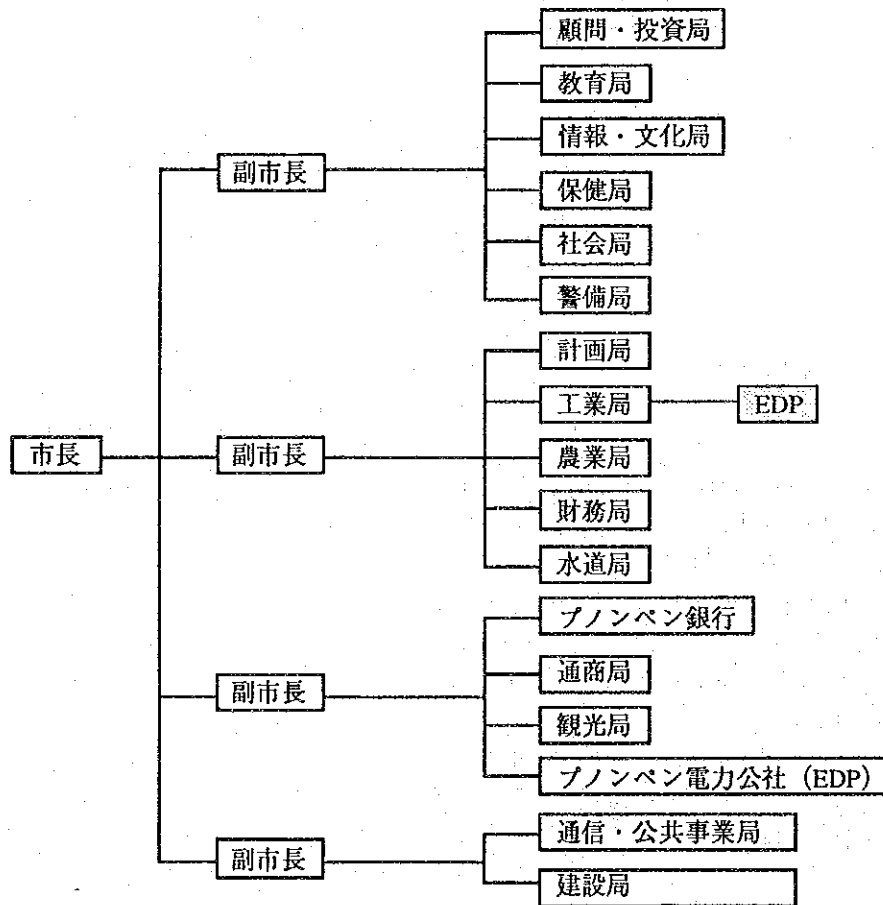 顧問・投資局
教育局
情報・文化局
副市長
保健局
社会局
警備局
計画局
工業局
EDP
市長
副市長
農業局
財務局
水道局
プノンペン銀行
通商局
副市長
観光局
プノンペン電力公社（EDP）
通信・公共事業局
副市長
建設局